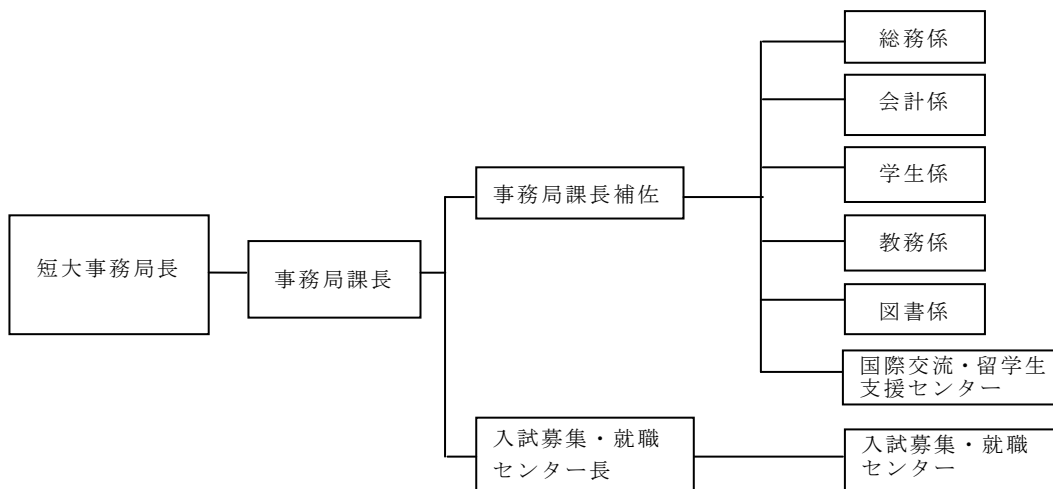 総務係
会計係
学生係
事務局課長補佐
教務係
短大事務局長
事務局課長
図書係
国際交流・留学生
支援センター
入試募集・就職
センター長
入試募集・就職
センター